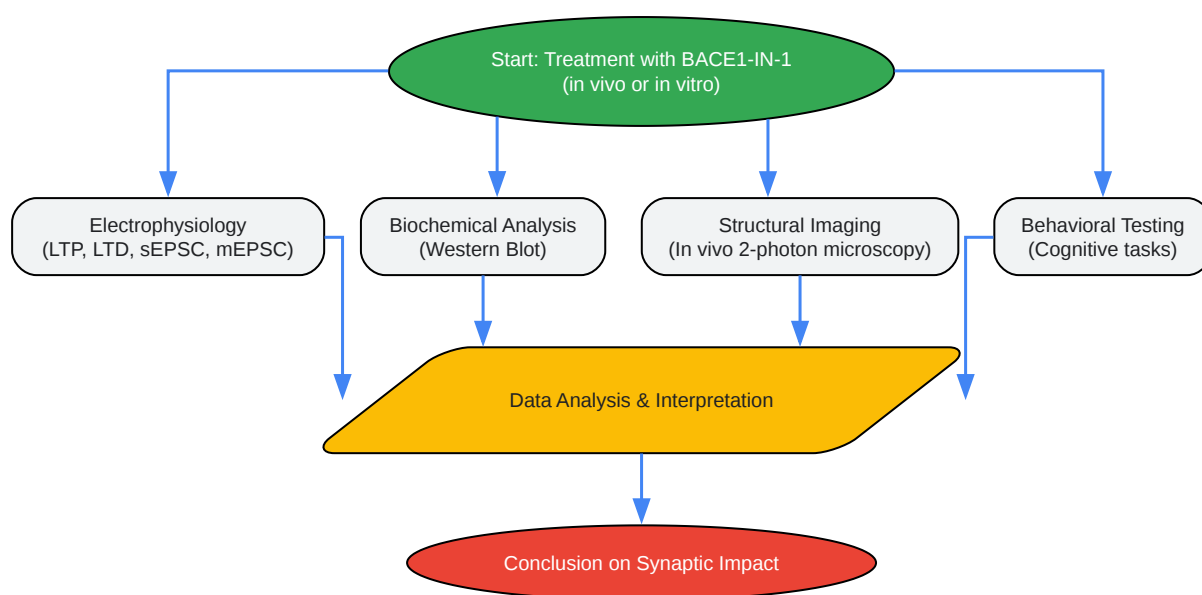 Start: Treatment with BACE1-IN-1
(in vivo or in vitro)
Electrophysiology
(LTP, LTD, sEPSC, mEPSC)
Biochemical Analysis
(Western Blot)
Structural Imaging
(In vivo 2-photon microscopy)
Behavioral Testing
(Cognitive tasks)
Data Analysis & Interpretation
Conclusion on Synaptic Impact